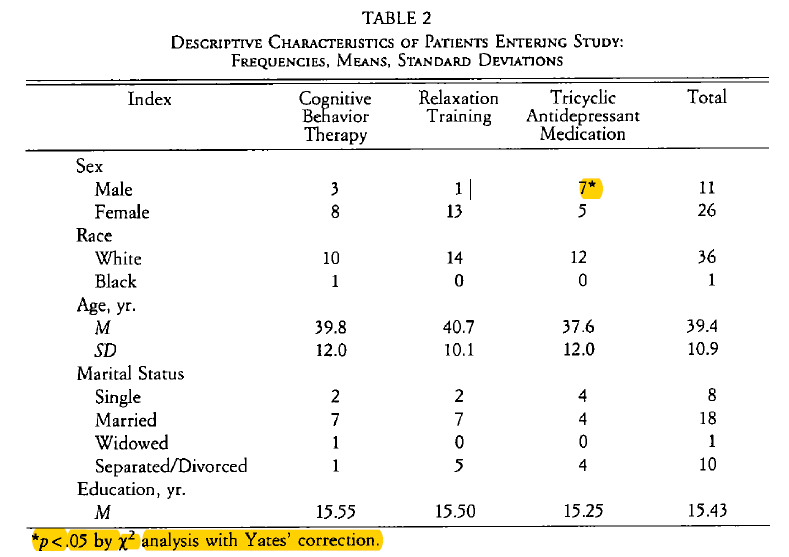 TABLE 2
DESCRIPTIVE CHARACTERISTICS OF PATIENTS ENTERING STUDY:
FREQUENCIES, MEANS, STANDARD DEVIATIONS
Index Cognitive Behavior Therapy Relaxation Training Tricyclic Antidepressant Medication Total
Sex
Male 3 1 | 7* 11
Female 8 13 5 26
Race
White 10 14 12 36
Black 1 0 0 1
Age, yr.
M 39.8 40.7 37.6 39.4
SD 12.0 10.1 12.0 10.9
Marital Status
Single 2 2 4 8
Married 7 7 4 18
Widowed 1 0 0 1
Separated/Divorced 1 5 4 10
Education, yr.
M 15.55 15.50 15.25 15.43
*p<.05 by χ² analysis with Yates' correction.